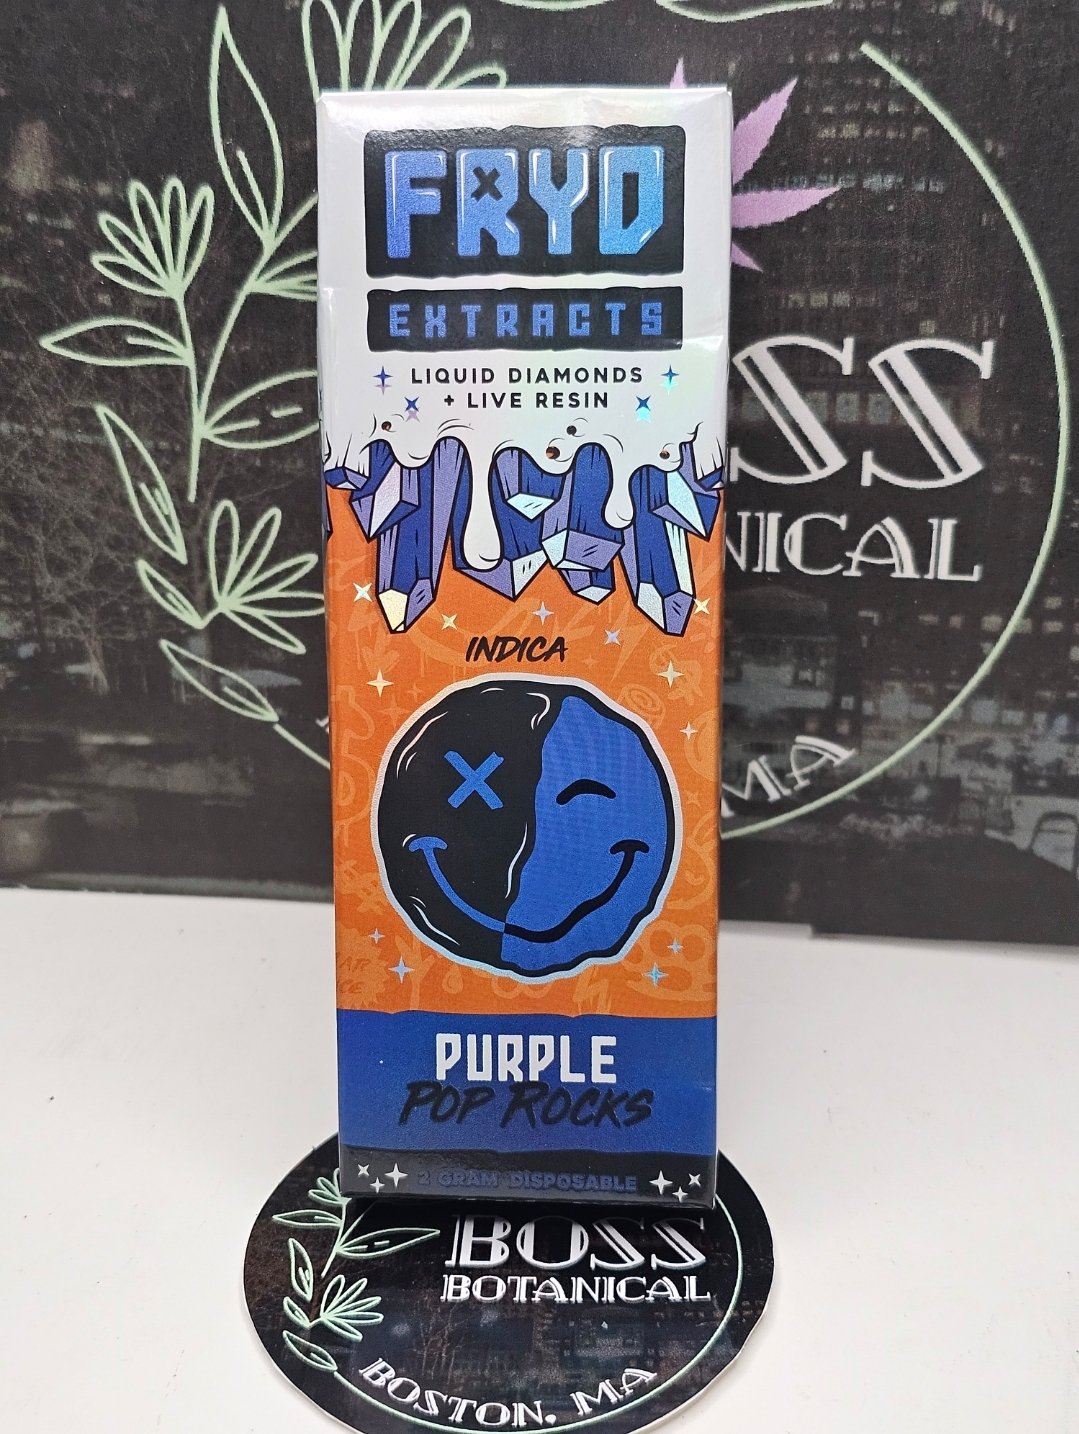 FRYD
EXTRACTS
LIQUID DIAMONDS
+ LIVE RESIN
INDICA
PURPLE
POP ROCKS
2 GRAM DISPOSABLE
BOSS
BOTANICAL
BOSTON, MA